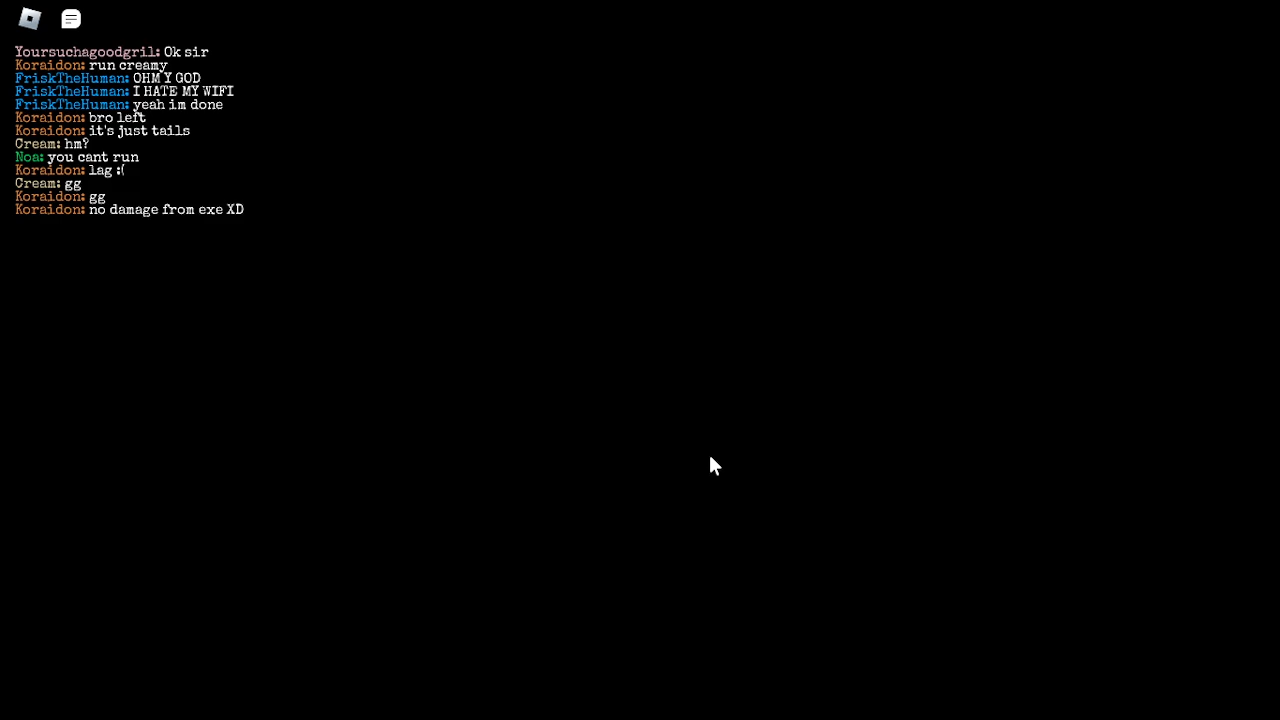 Yoursuchagoodgril: Ok sir
Koraidon: run creamy
FriskTheHuman: OHM Y GOD
FriskTheHuman: I HATE MY WIFI
FriskTheHuman: yeah im done
Koraidon: bro left
Koraidon: it's just tails
Cream: hm?
Noa: you cant run
Koraidon: lag :(
Cream: gg
Koraidon: gg
Koraidon: no damage from exe XD